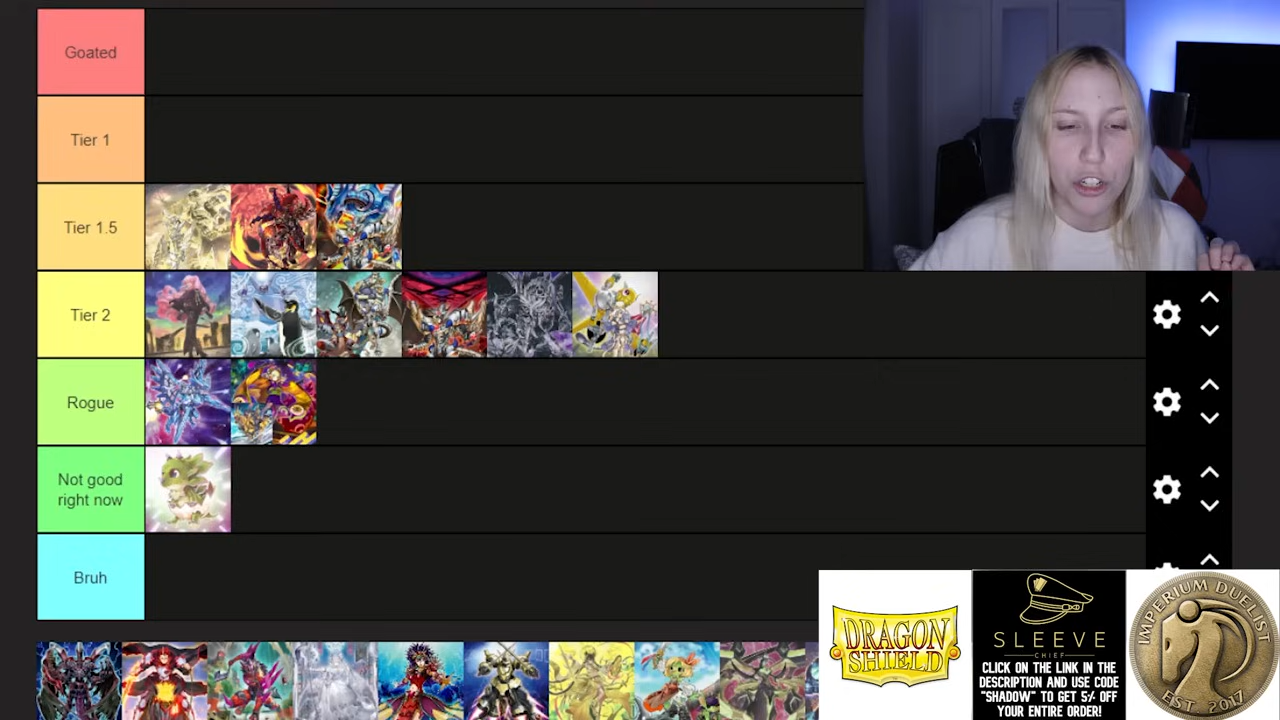 Goated
Tier 1
Tier 1.5
Tier 2
Rogue
Not good
right now
Bruh
DRAGON
SHIELD
SLEEVE
CHIEF
CLICK ON THE LINK IN THE
DESCRIPTION AND USE CODE
"SHADOW" TO GET 5% OFF
YOUR ENTIRE ORDER!
IMPERIUM DUELIST
EST 2017